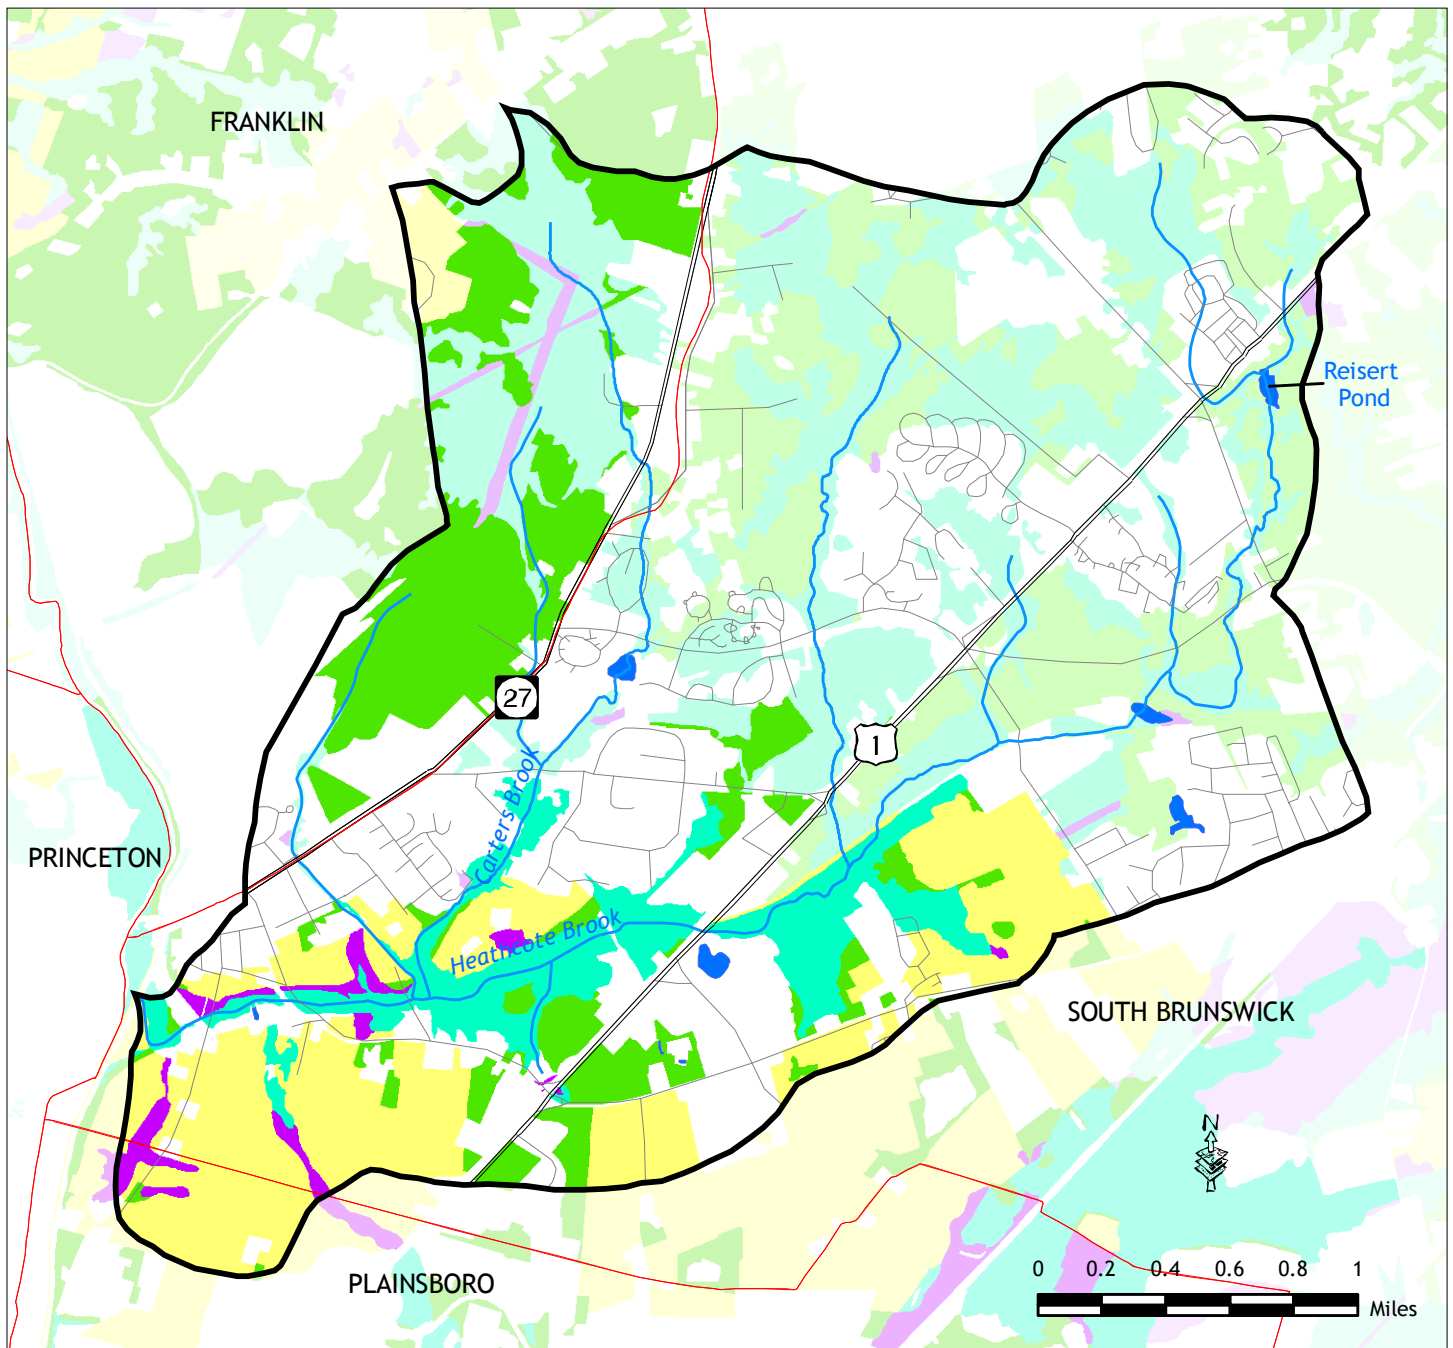 FRANKLIN
Reisert
Pond
27
1
Carters Brook
PRINCETON
Heathcote Brook
SOUTH BRUNSWICK
N
PLAINSBORO
0 0.2 0.4 0.6 0.8 1
Miles